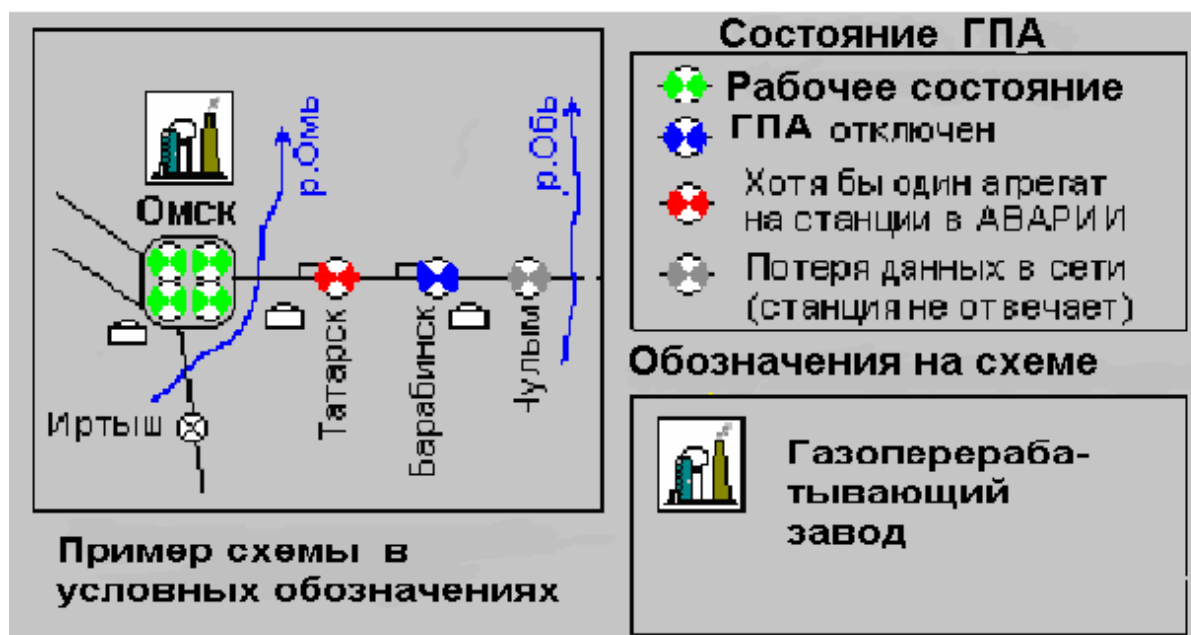 Состояние ГПА
Рабочее состояние
ГПА отключен
Хотя бы один агрегат
на станции в АВАРИИ
Потеря данных в сети
(станция не отвечает)
р.Омь
р.Обь
Омск
Татарск
Барабинск
Чулым
Иртыш
Обозначения на схеме
Газоперераба-
тывающий
завод
Пример схемы в
условных обозначениях